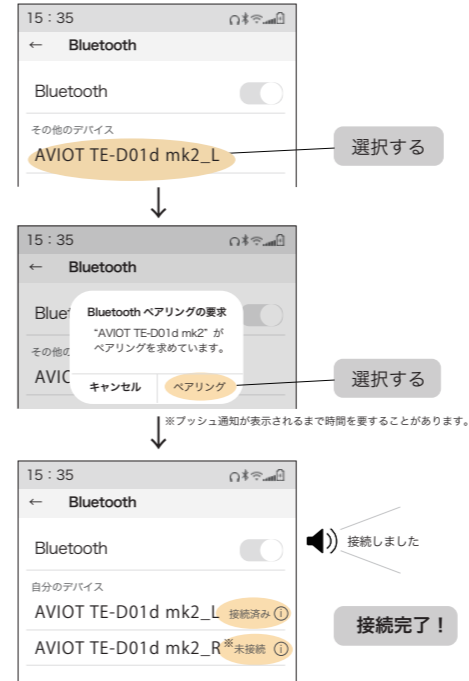 15：35
← Bluetooth
Bluetooth
その他のデバイス
AVIOT TE-D01d mk2_L
選択する
↓
15：35
← Bluetooth
Blue
その他の
AVIC
Bluetooth ペアリングの要求
“AVIOT TE-D01d mk2” が
ペアリングを求めています。
キャンセル ペアリング
選択する
※プッシュ通知が表示されるまで時間を要することがあります。
↓
15：35
← Bluetooth
Bluetooth
接続しました
自分のデバイス
AVIOT TE-D01d mk2_L 接続済み ⓘ
AVIOT TE-D01d mk2_R ※未接続 ⓘ
接続完了！